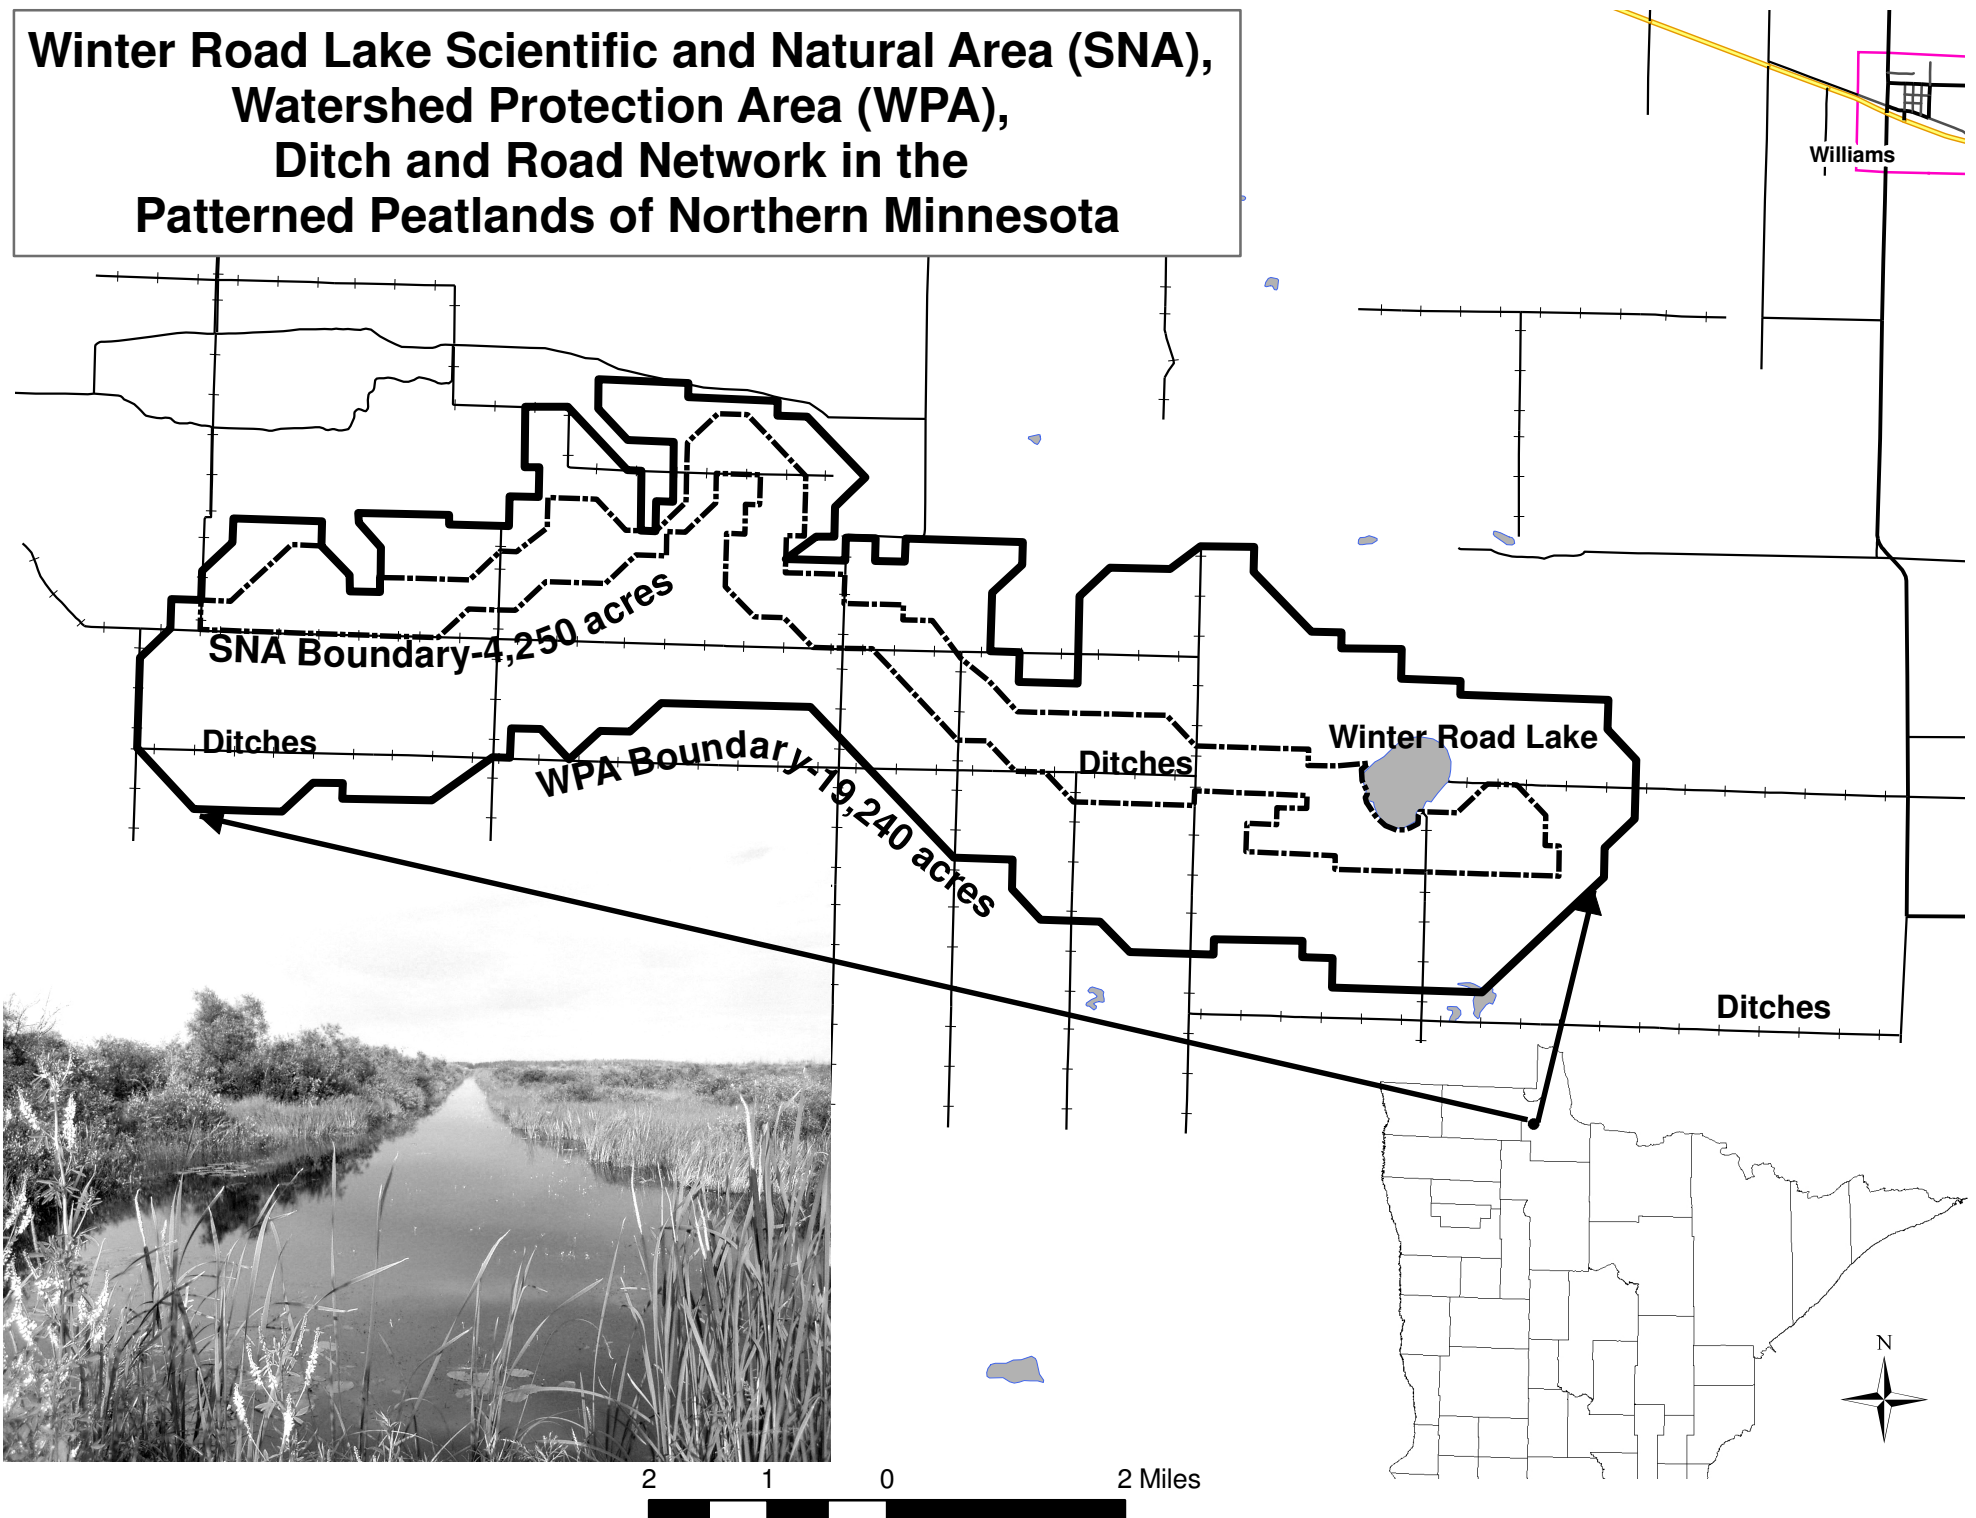 Winter Road Lake Scientific and Natural Area (SNA),
Watershed Protection Area (WPA),
Ditch and Road Network in the
Patterned Peatlands of Northern Minnesota
Williams
SNA Boundary-4,250 acres
Ditches
WPA Boundary-19,240 acres
Ditches
Winter Road Lake
Ditches
N
2 1 0 2 Miles